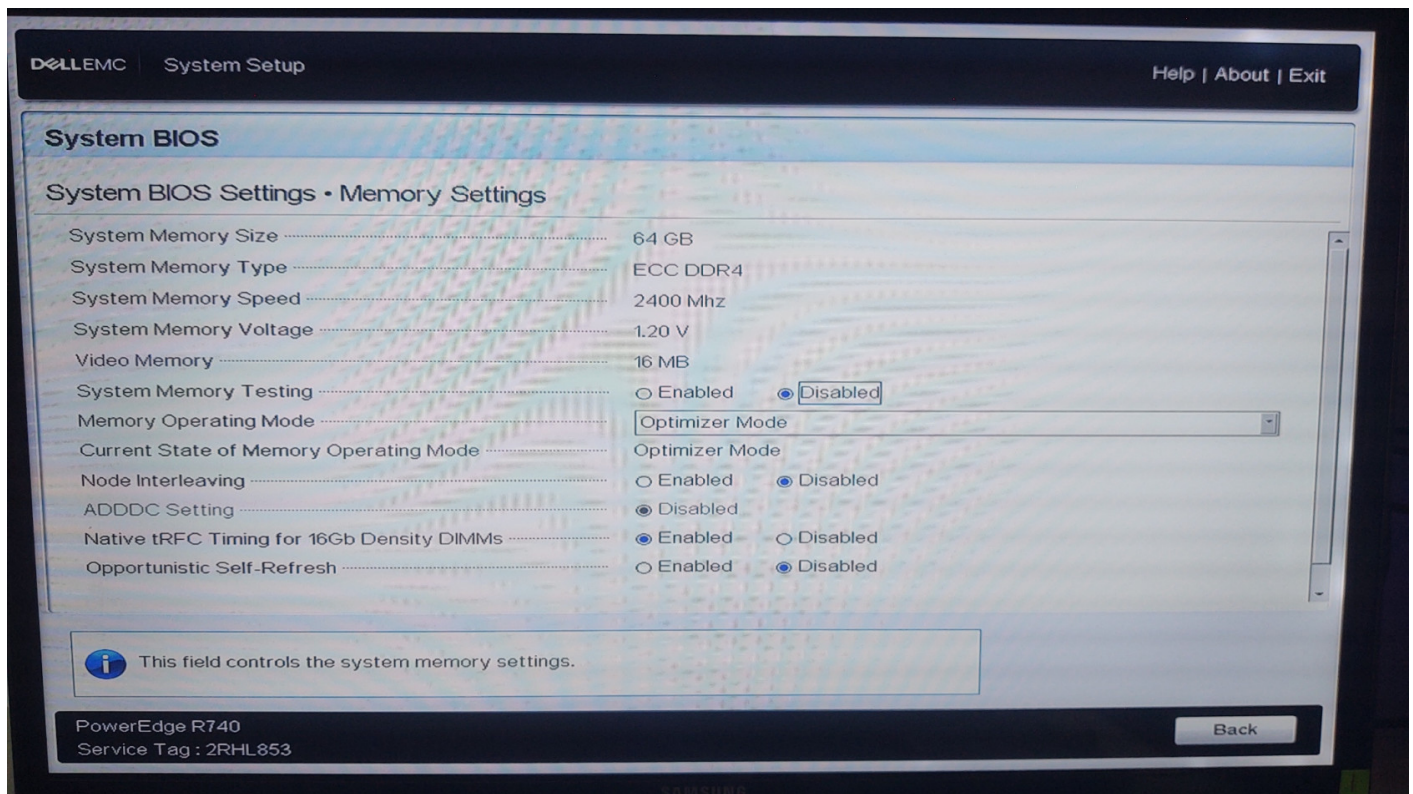 DELLEMC System Setup
Help | About | Exit
System BIOS
System BIOS Settings • Memory Settings
System Memory Size 64 GB
System Memory Type ECC DDR4
System Memory Speed 2400 Mhz
System Memory Voltage 1.20 V
Video Memory 16 MB
System Memory Testing Enabled Disabled
Memory Operating Mode Optimizer Mode
Current State of Memory Operating Mode Optimizer Mode
Node Interleaving Enabled Disabled
ADDDC Setting Disabled
Native tRFC Timing for 16Gb Density DIMMs Enabled Disabled
Opportunistic Self-Refresh Enabled Disabled
This field controls the system memory settings.
PowerEdge R740
Service Tag : 2RHL853
Back
SAMSUNG